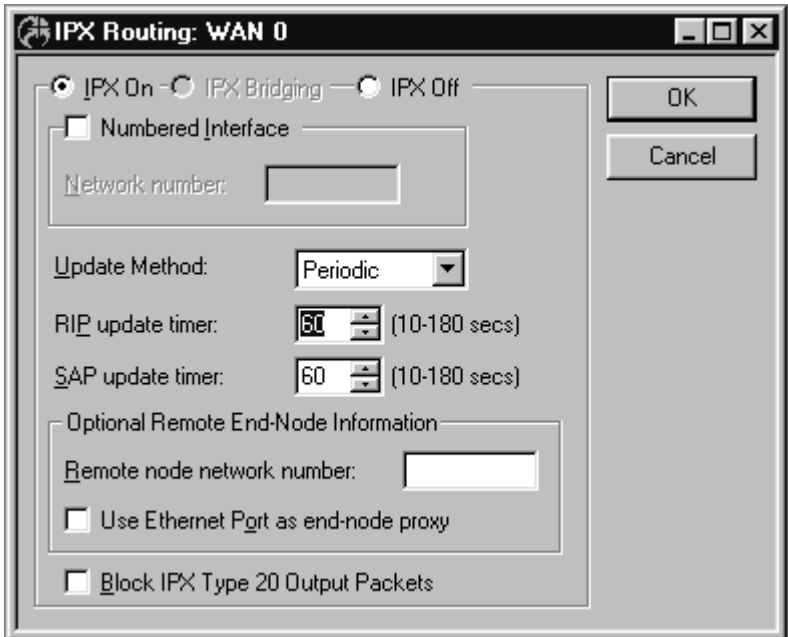 IPX Routing: WAN 0
IPX On IPX Bridging IPX Off
OK
Numbered Interface
Cancel
Network number:
Update Method: Periodic
RIP update timer: 60 (10-180 secs)
SAP update timer: 60 (10-180 secs)
Optional Remote End-Node Information
Remote node network number:
Use Ethernet Port as end-node proxy
Block IPX Type 20 Output Packets